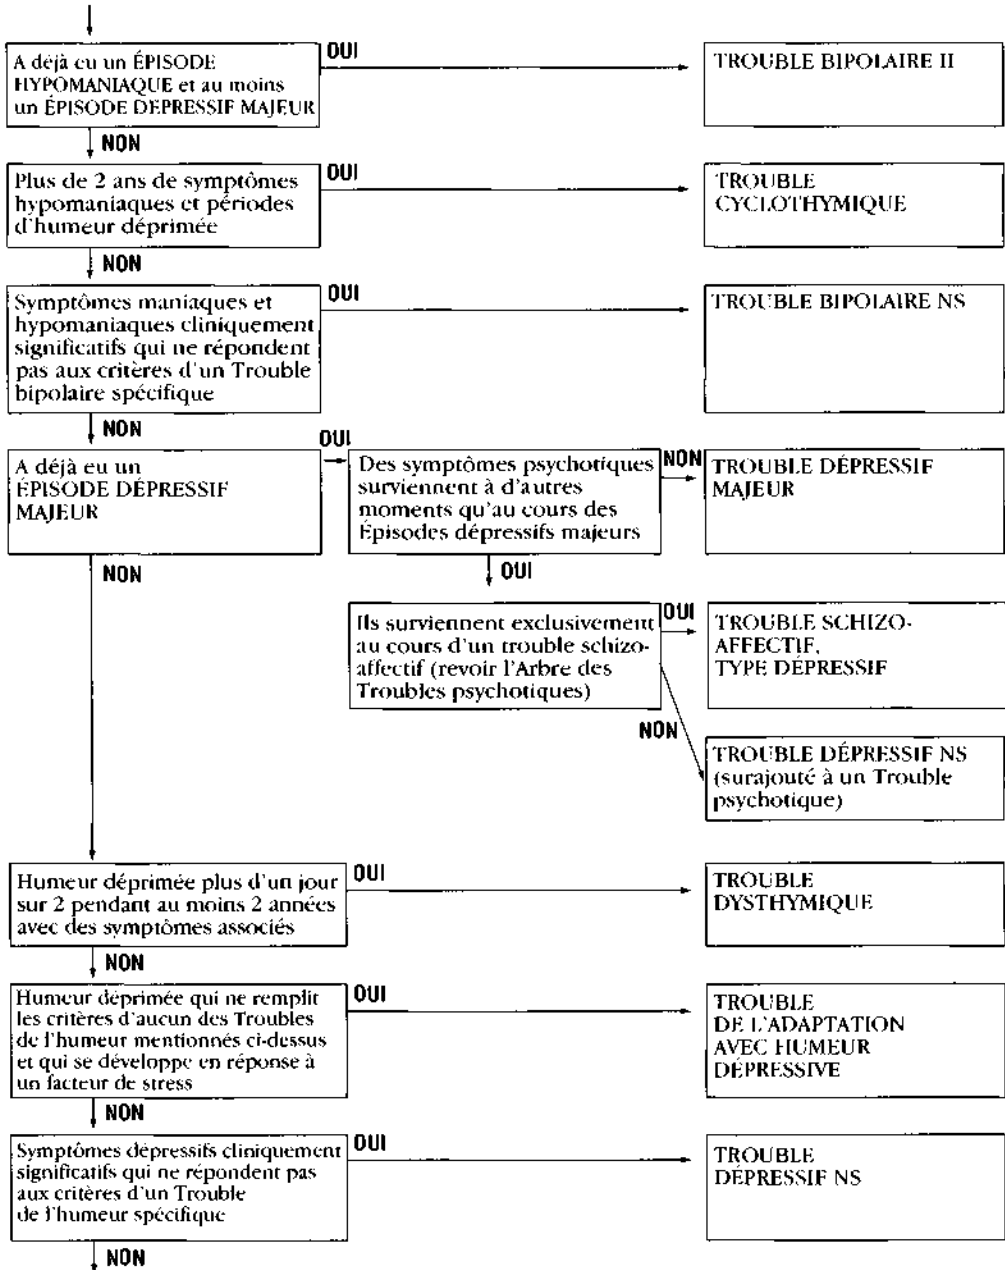 A déjà eu un ÉPISODE
HYPOMANIAQUE et au moins
un ÉPISODE DEPRESSIF MAJEUR
OUI
TROUBLE BIPOLAIRE II
NON
Plus de 2 ans de symptômes
hypomaniaques et périodes
d'humeur déprimée
OUI
TROUBLE
CYCLOTHYMIQUE
NON
Symptômes maniaques et
hypomaniaques cliniquement
significatifs qui ne répondent
pas aux critères d'un Trouble
bipolaire spécifique
OUI
TROUBLE BIPOLAIRE NS
NON
A déjà eu un
ÉPISODE DÉPRESSIF
MAJEUR
OUI
Des symptômes psychotiques
surviennent à d'autres
moments qu'au cours des
Épisodes dépressifs majeurs
NON
TROUBLE DÉPRESSIF
MAJEUR
NON
OUI
Ils surviennent exclusivement
au cours d'un trouble schizo-
affectif (revoir l'Arbre des
Troubles psychotiques)
OUI
TROUBLE SCHIZO-
AFFECTIF,
TYPE DÉPRESSIF
NON
TROUBLE DÉPRESSIF NS
(surajouté à un Trouble
psychotique)
Humeur déprimée plus d'un jour
sur 2 pendant au moins 2 années
avec des symptômes associés
OUI
TROUBLE
DYSTHYMIQUE
NON
Humeur déprimée qui ne remplit
les critères d'aucun des Troubles
de l'humeur mentionnés ci-dessus
et qui se développe en réponse à
un facteur de stress
OUI
TROUBLE
DE L'ADAPTATION
AVEC HUMEUR
DÉPRESSIVE
NON
Symptômes dépressifs cliniquement
significatifs qui ne répondent pas
aux critères d'un Trouble
de l'humeur spécifique
OUI
TROUBLE
DÉPRESSIF NS
NON